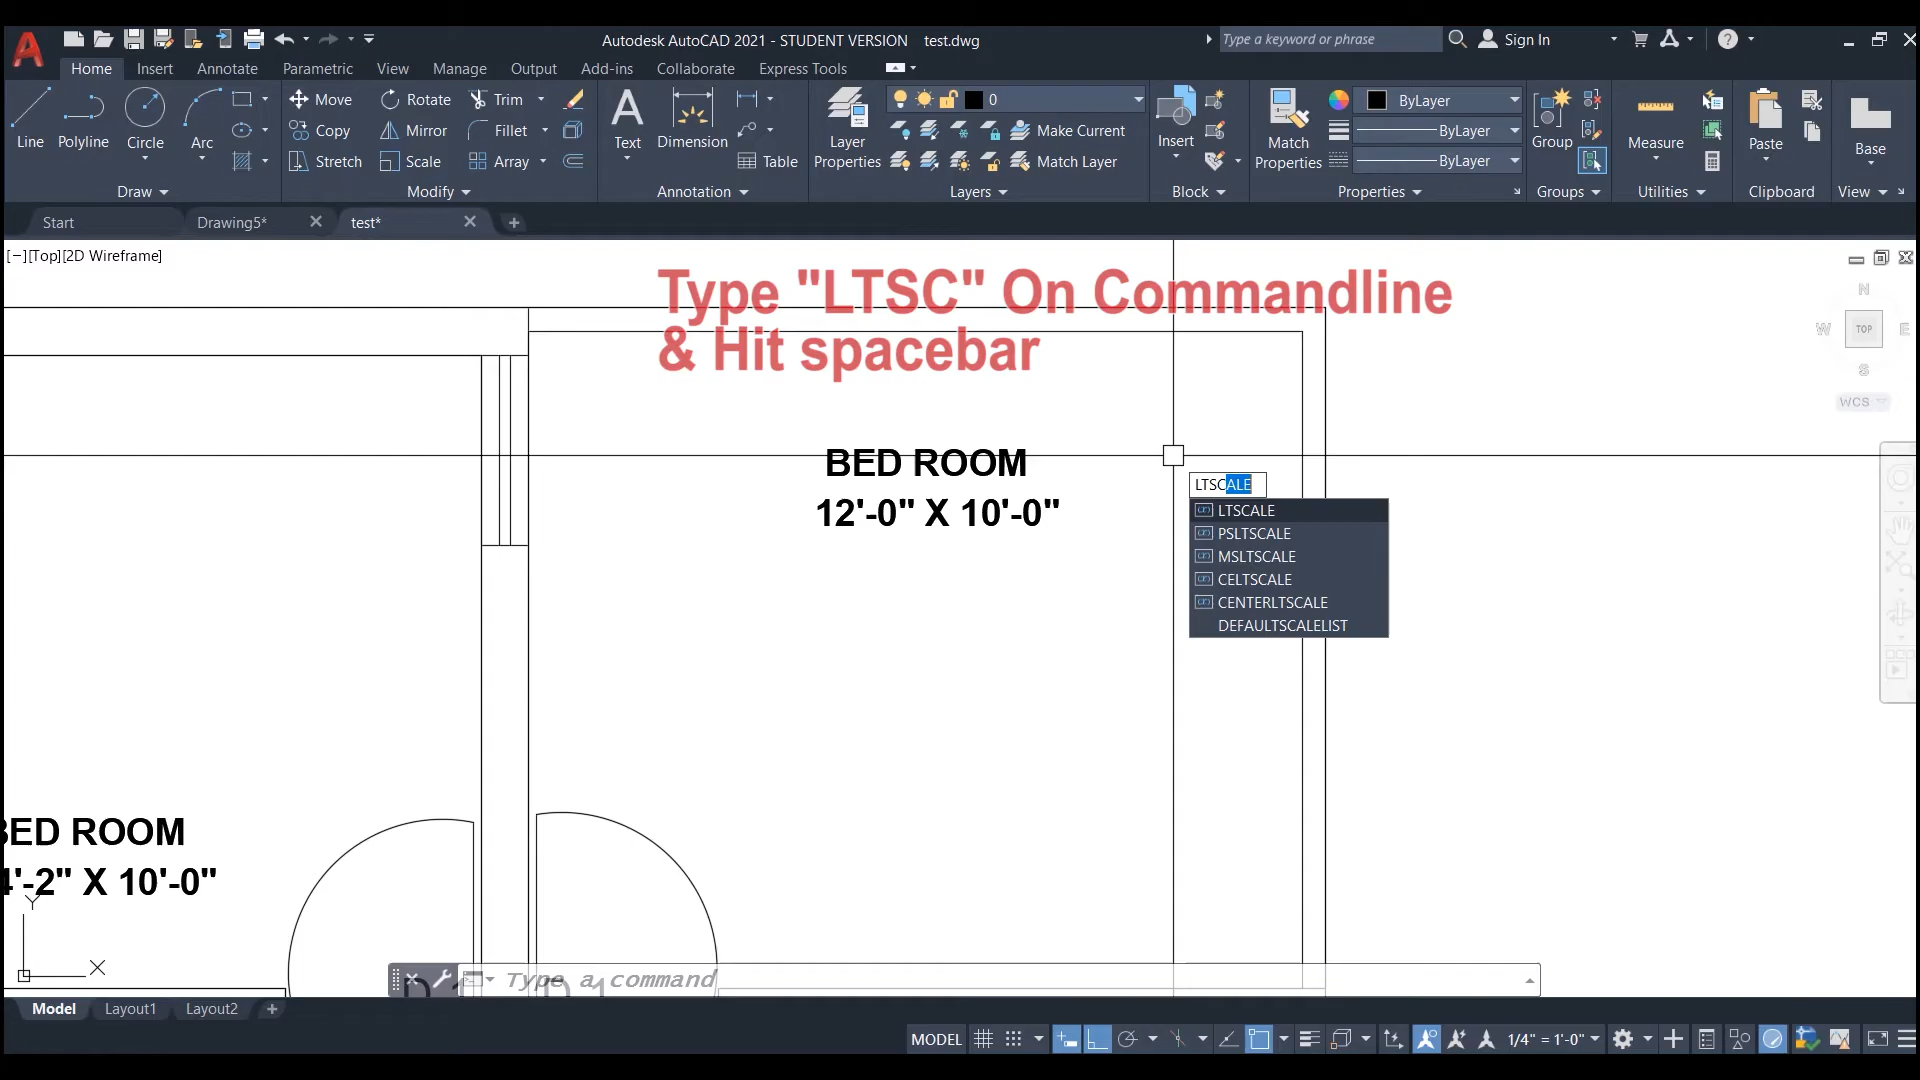 Autodesk AutoCAD 2021 - STUDENT VERSION test.dwg
Type a keyword or phrase
Sign In
Home Insert Annotate Parametric View Manage Output Add-ins Collaborate Express Tools
Line Polyline Circle Arc
Draw
Move Rotate Trim
Copy Mirror Fillet
Stretch Scale Array
Modify
Text Dimension Table
Annotation
Layer Properties
0
Make Current
Match Layer
Layers
Insert
Block
Match Properties
ByLayer
ByLayer
ByLayer
Properties
Group
Groups
Measure
Utilities
Paste
Clipboard
Base
View
Start Drawing5* test*
[−][Top][2D Wireframe]
Type "LTSC" On Commandline
& Hit spacebar
N
W TOP E
S
WCS
BED ROOM
12'-0" X 10'-0"
LTSCALE
LTSCALE
PSLTSCALE
MSLTSCALE
CELTSCALE
CENTERLTSCALE
DEFAULTSCALELIST
BED ROOM
4'-2" X 10'-0"
Y
X
Type a command
Model Layout1 Layout2
MODEL
1/4" = 1'-0"